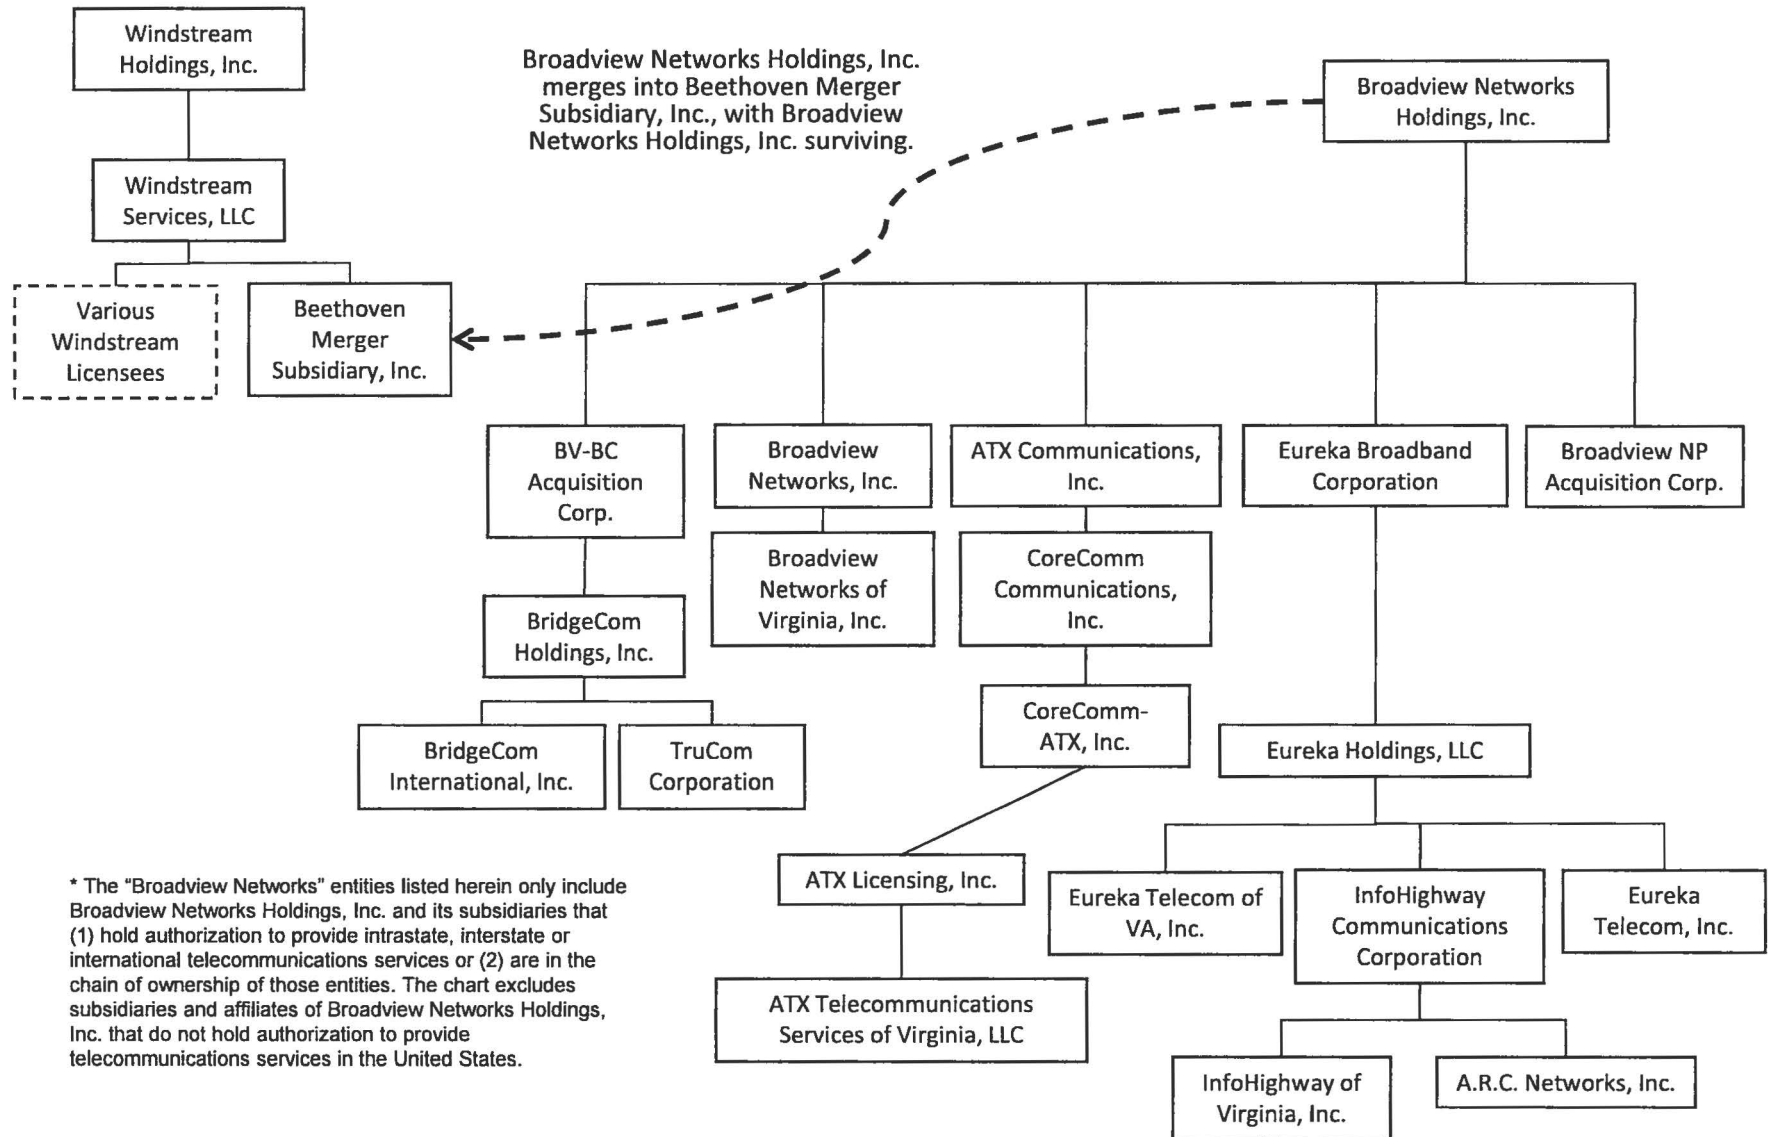 Windstream
Holdings, Inc.
Broadview Networks Holdings, Inc.
merges into Beethoven Merger
Subsidiary, Inc., with Broadview
Networks Holdings, Inc. surviving.
Broadview Networks
Holdings, Inc.
Windstream
Services, LLC
Various
Windstream
Licensees
Beethoven
Merger
Subsidiary, Inc.
BV-BC
Acquisition
Corp.
Broadview
Networks, Inc.
ATX Communications,
Inc.
Eureka Broadband
Corporation
Broadview NP
Acquisition Corp.
Broadview
Networks of
Virginia, Inc.
CoreComm
Communications,
Inc.
BridgeCom
Holdings, Inc.
CoreComm-
ATX, Inc.
BridgeCom
International, Inc.
TruCom
Corporation
Eureka Holdings, LLC
ATX Licensing, Inc.
Eureka Telecom of
VA, Inc.
InfoHighway
Communications
Corporation
Eureka
Telecom, Inc.
* The "Broadview Networks" entities listed herein only include
Broadview Networks Holdings, Inc. and its subsidiaries that
(1) hold authorization to provide intrastate, interstate or
international telecommunications services or (2) are in the
chain of ownership of those entities. The chart excludes
subsidiaries and affiliates of Broadview Networks Holdings,
Inc. that do not hold authorization to provide
telecommunications services in the United States.
ATX Telecommunications
Services of Virginia, LLC
InfoHighway of
Virginia, Inc.
A.R.C. Networks, Inc.